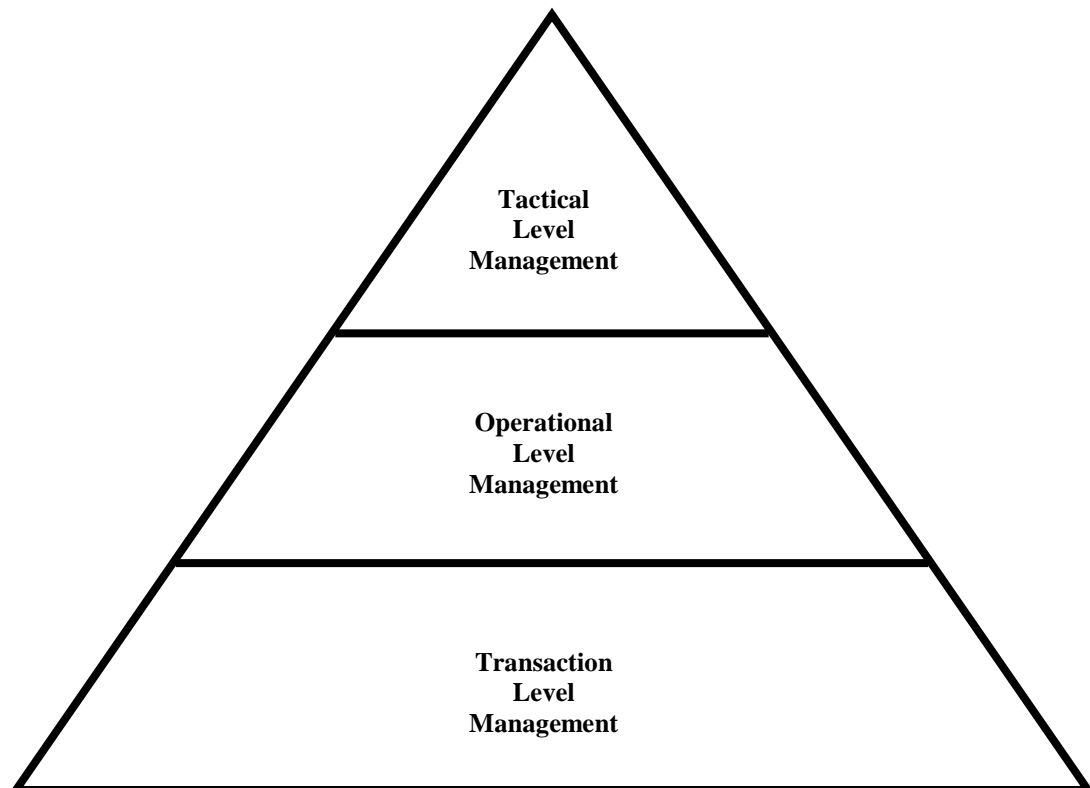 Tactical
Level
Management
Operational
Level
Management
Transaction
Level
Management